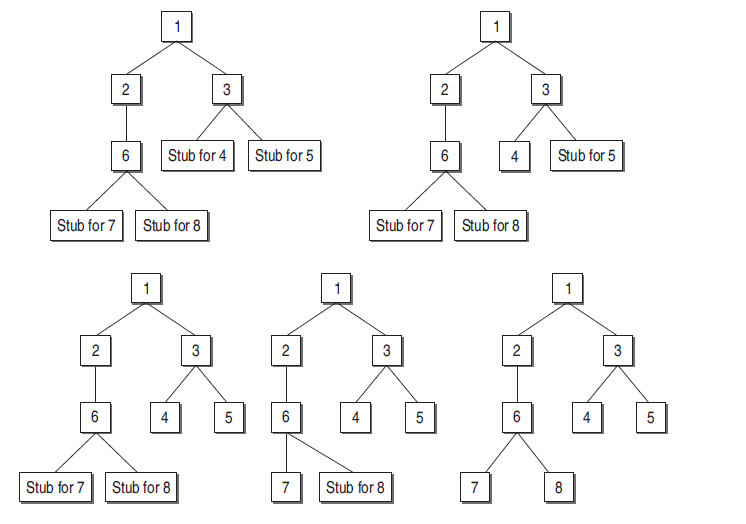 1 1
2 3 2 3
6 Stub for 4 Stub for 5 6 4 Stub for 5
Stub for 7 Stub for 8 Stub for 7 Stub for 8
1 1 1
2 3 2 3 2 3
6 4 5 6 4 5 6 4 5
Stub for 7 Stub for 8 7 Stub for 8 7 8